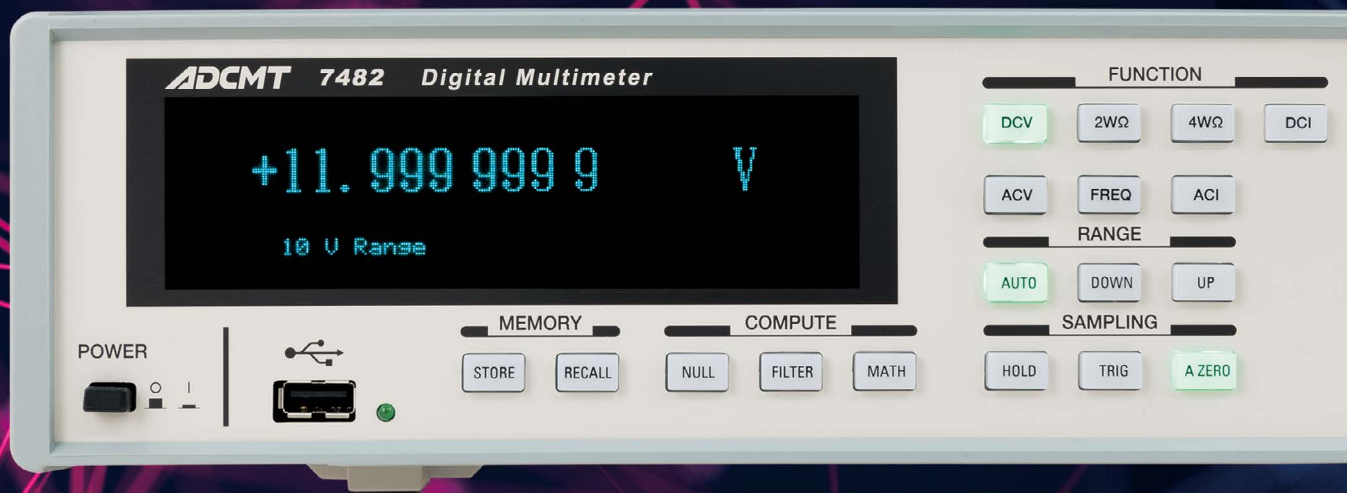 ADCMT 7482 Digital Multimeter
+11.999 999 9 V
10 V Range
FUNCTION
DCV 2WΩ 4WΩ DCI
ACV FREQ ACI
RANGE
AUTO DOWN UP
SAMPLING
HOLD TRIG A ZERO
MEMORY
STORE RECALL
COMPUTE
NULL FILTER MATH
POWER